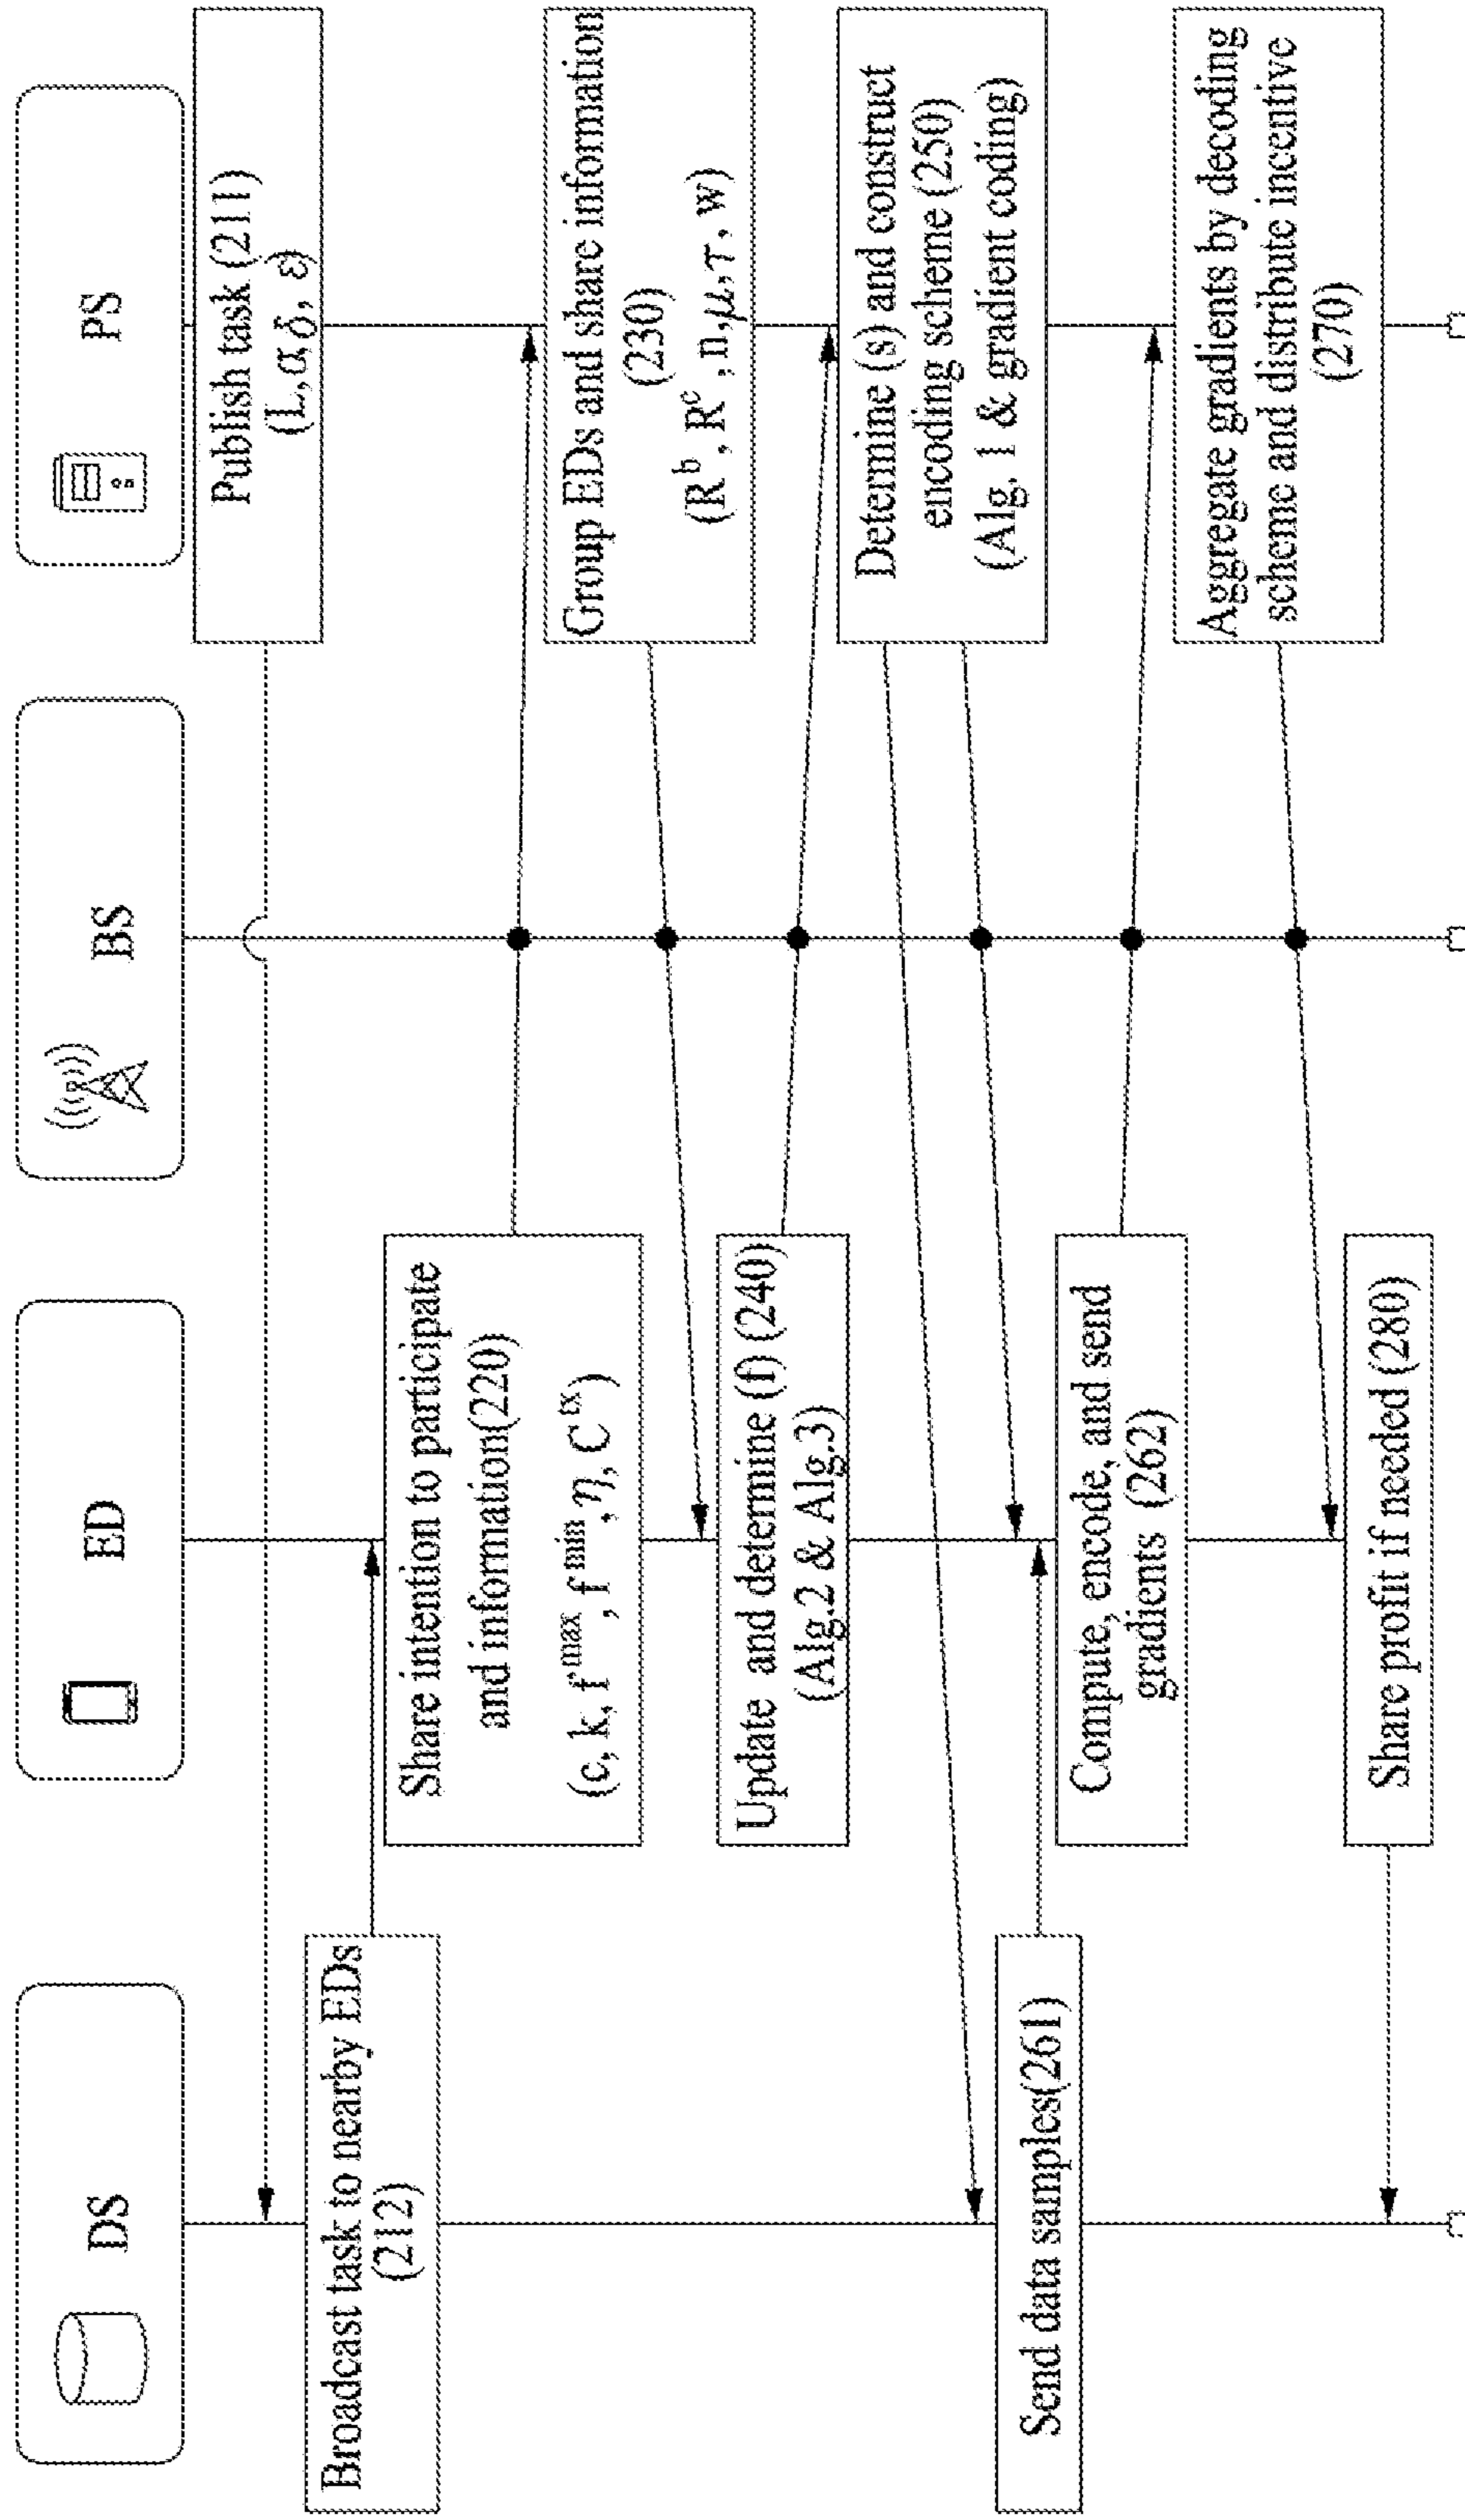 DS
ED
BS
PS
Publish task (211)
(L,α,δ, ε)
Broadcast task to nearby EDs
(212)
Share intention to participate
and information(220)
(c, k, f^max, f^min, η, C^tx)
Group EDs and share information
(230)
(R^b, R^c, n,μ,τ, w)
Update and determine (f) (240)
(Alg.2 & Alg.3)
Determine (s) and construct
encoding scheme (250)
(Alg. 1 & gradient coding)
Send data samples(261)
Compute, encode, and send
gradients (262)
Aggregate gradients by decoding
scheme and distribute incentive
(270)
Share profit if needed (280)